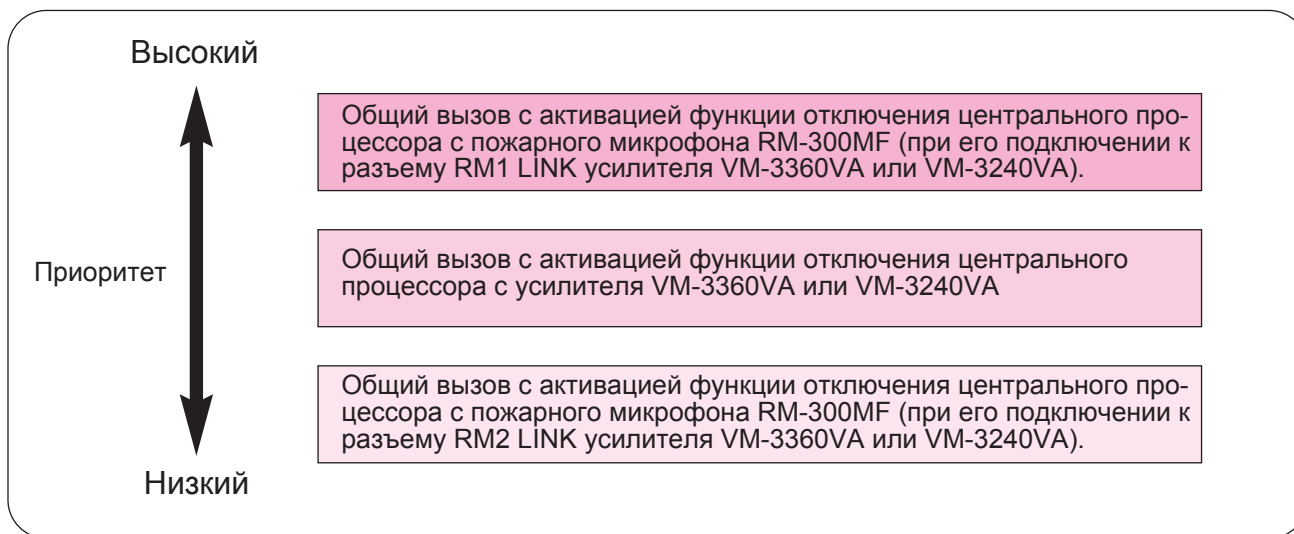 Высокий
Общий вызов с активацией функции отключения центрального про-
цессора с пожарного микрофона RM-300MF (при его подключении к
разъему RM1 LINK усилителя VM-3360VA или VM-3240VA).
Общий вызов с активацией функции отключения центрального
процессора с усилителя VM-3360VA или VM-3240VA
Приоритет
Общий вызов с активацией функции отключения центрального про-
цессора с пожарного микрофона RM-300MF (при его подключении к
разъему RM2 LINK усилителя VM-3360VA или VM-3240VA).
Низкий